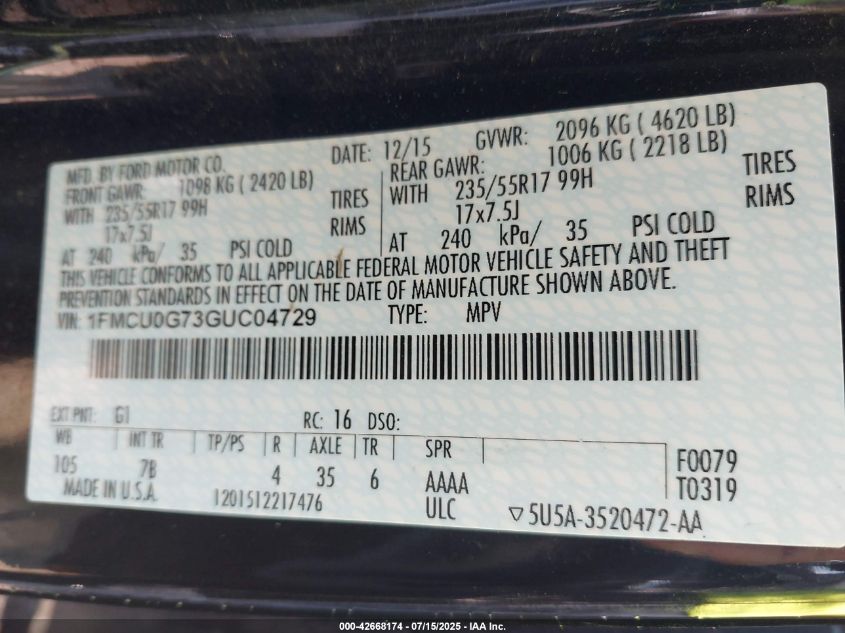 MFD. BY FORD MOTOR CO.
DATE: 12/15 GVWR: 2096 KG ( 4620 LB)
FRONT GAWR: 1098 KG ( 2420 LB)
WITH 235/55R17 99H TIRES
17x7.5J RIMS
AT 240 kPa/ 35 PSI COLD
REAR GAWR: 1006 KG ( 2218 LB)
WITH 235/55R17 99H TIRES
17x7.5J RIMS
AT 240 kPa/ 35 PSI COLD
THIS VEHICLE CONFORMS TO ALL APPLICABLE FEDERAL MOTOR VEHICLE SAFETY AND THEFT
PREVENTION STANDARDS IN EFFECT ON THE DATE OF MANUFACTURE SHOWN ABOVE.
VIN: 1FMCU0G73GUC04729 TYPE: MPV
EXT PNT: G1 RC: 16 DSO:
WB INT TR TP/PS R AXLE TR SPR
105 7B 4 35 6 AAAA
F0079
T0319
MADE IN U.S.A. 1201512217476 ULC
▽5U5A-3520472-AA
000-42668174 - 07/15/2025 - IAA Inc.